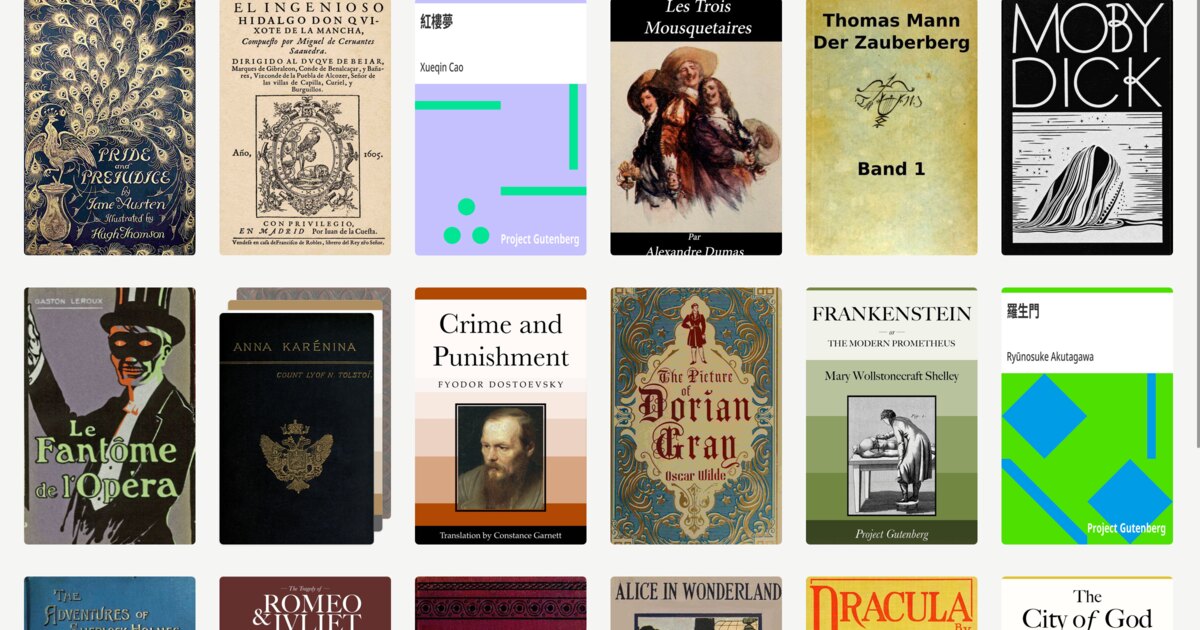 PRIDE
and
PREJUDICE
by
Jane Austen
Illustrated by
Hugh Thomson
EL INGENIOSO
HIDALGO DON QVI-
XOTE DE LA MANCHA,
Compuesto por Miguel de Cervantes
Saauedra.
DIRIGIDO AL DVQVE DE BEIAR,
Marques de Gibraleon, Conde de Benalcaçar, y Baña-
res, Vizconde de la Puebla de Alcozer, Señor de
las villas de Capilla, Curiel, y
Burguillos.
Año,
1605.
CON PRIVILEGIO,
EN MADRID Por Iuan de la Cuesta.
Vendese en casa de Francisco de Robles, librero del Rey nro Señor.
紅樓夢
Xueqin Cao
Project Gutenberg
Les Trois
Mousquetaires
Par
Alexandre Dumas
Thomas Mann
Der Zauberberg
Band 1
MOBY
DICK
GASTON LEROUX
Le
Fantôme
de l'Opéra
ANNA KARÉNINA
COUNT LYOF N. TOLSTOÏ
Crime and
Punishment
FYODOR DOSTOEVSKY
Translation by Constance Garnett
The Picture
of
Dorian
Gray
Oscar Wilde
FRANKENSTEIN
or
THE MODERN PROMETHEUS
Mary Wollstonecraft Shelley
Fig. 1
Project Gutenberg
羅生門
Ryūnosuke Akutagawa
Project Gutenberg
THE
ADVENTURES OF
SHERLOCK HOLMES
The Tragedy of
ROMEO
& IVLIET
ALICE IN WONDERLAND
DRACULA
By
The
City of God